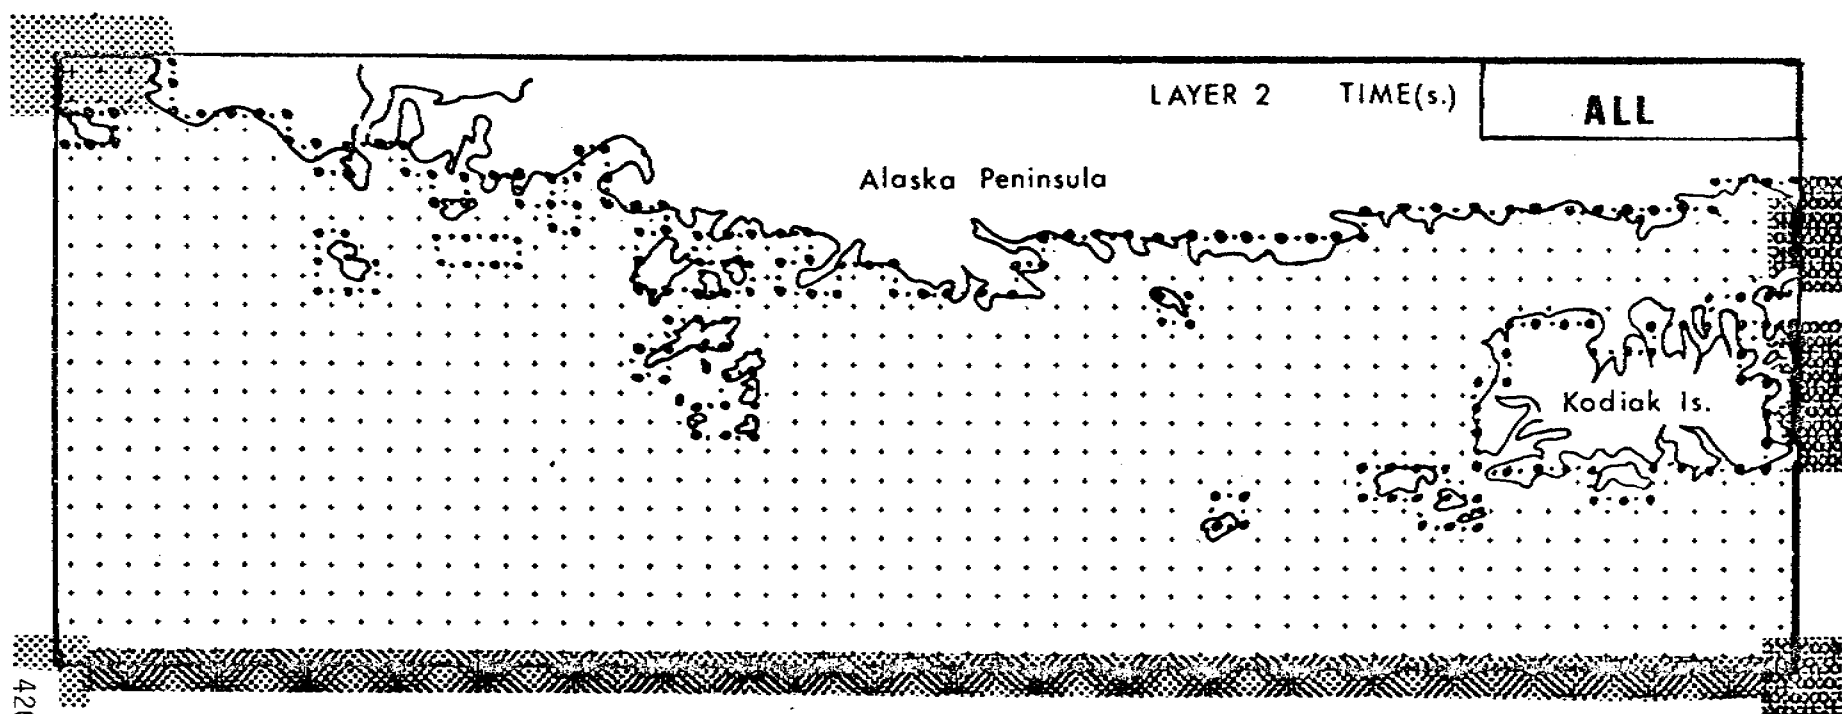 LAYER 2 TIME(s.) ALL
Alaska Peninsula
Kodiak Is.